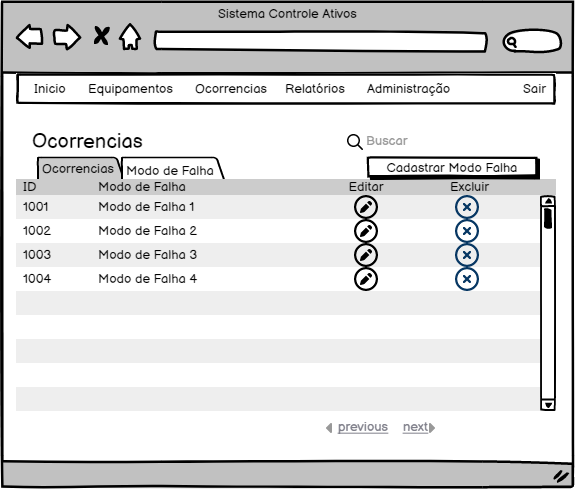 Sistema Controle Ativos
Inicio Equipamentos Ocorrencias Relatórios Administração Sair
Ocorrencias
Buscar
Ocorrencias Modo de Falha
Cadastrar Modo Falha
ID Modo de Falha Editar Excluir
1001 Modo de Falha 1
1002 Modo de Falha 2
1003 Modo de Falha 3
1004 Modo de Falha 4
previous next